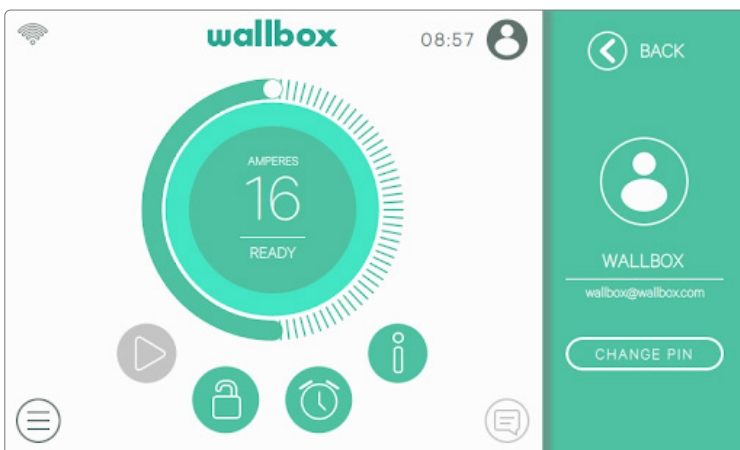 wallbox
08:57
AMPERES
16
READY
BACK
WALLBOX
wallbox@wallbox.com
CHANGE PIN